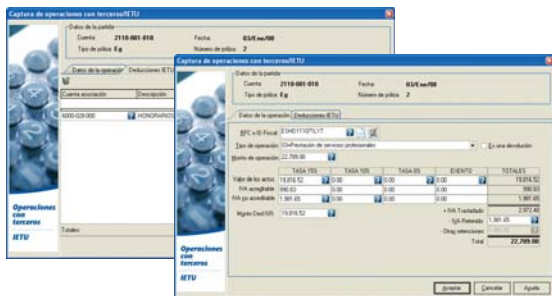 Captura de operaciones con terceros/IETU
Datos de la partida
Cuenta 2110-001-010 Fecha 03/Ene/08
Tipo de póliza Eg Número de póliza 2
Datos de la operación Deducciones IETU
Cuenta asociación Descripción
6000-028-000 HONORARIOS
Totales:
Operaciones con terceros
IETU
Captura de operaciones con terceros/IETU
Datos de la partida
Cuenta 2110-001-010 Fecha 03/Ene/08
Tipo de póliza Eg Número de póliza 2
Datos de la operación Deducciones IETU
RFC o ID Fiscal:
Tipo de operación: 03=Prestación de servicios profesionales Es una devolución
Monto de operación: 22,789.00
TASA 15% TASA 10% TASA 0% EXENTO TOTALES
Valor de los actos: 19,816.52 0.00 0.00 0.00 19,816.52
IVA acreditable: 990.83 0.00 990.83
IVA no acreditable: 1,981.65 0.00 0.00 1,981.65
Monto Ded ISR: 19,816.52
+ IVA Trasladado 2,972.48
- IVA Retenido: 1,981.65
- Otras retenciones:
Total 22,789.00
Operaciones con terceros
IETU
Aceptar Cancelar Ayuda